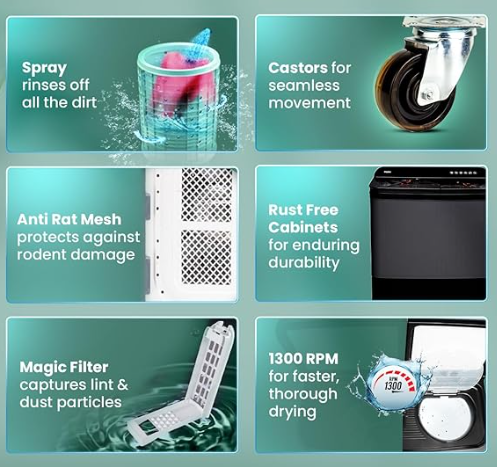 Spray
rinses off
all the dirt
Castors for
seamless
movement
Anti Rat Mesh
protects against
rodent damage
Rust Free
Cabinets
for enduring
durability
Magic Filter
captures lint &
dust particles
1300 RPM
for faster,
thorough
drying
RPM
1300